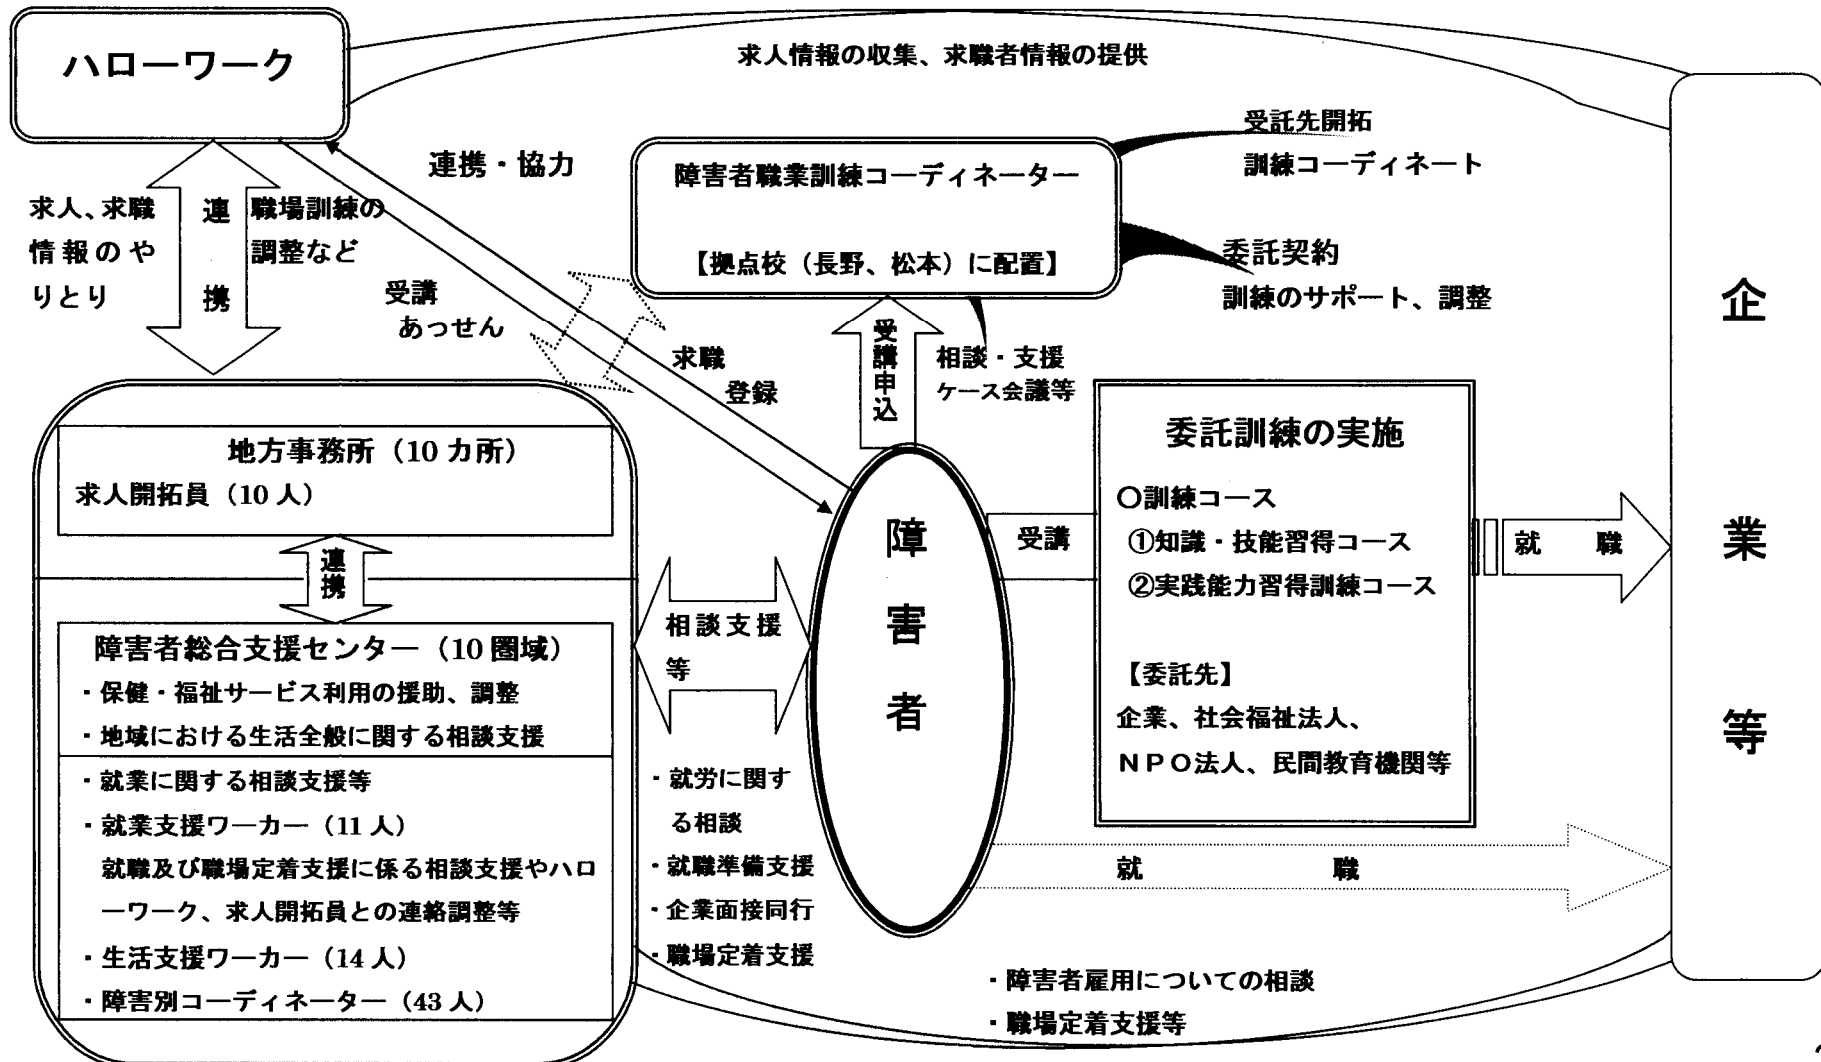 ハローワーク
求人情報の収集、求職者情報の提供
受託先開拓
訓練コーディネート
連携・協力
障害者職業訓練コーディネーター
【拠点校（長野、松本）に配置】
委託契約
訓練のサポート、調整
求人、求職
情報のや
りとり
連携
職場訓練の
調整など
受講
あっせん
求職
登録
受講申込
相談・支援
ケース会議等
地方事務所（10カ所）
求人開拓員（10人）
連携
障害者総合支援センター（10圏域）
・保健・福祉サービス利用の援助、調整
・地域における生活全般に関する相談支援
・就業に関する相談支援等
・就業支援ワーカー（11人）
就職及び職場定着支援に係る相談支援やハロ
ーワーク、求人開拓員との連絡調整等
・生活支援ワーカー（14人）
・障害別コーディネーター（43人）
相談支援
等
・就労に関す
る相談
・就職準備支援
・企業面接同行
・職場定着支援
障害者
受講
委託訓練の実施
○訓練コース
①知識・技能習得コース
②実践能力習得訓練コース
【委託先】
企業、社会福祉法人、
ＮＰＯ法人、民間教育機関等
就職
就職
・障害者雇用についての相談
・職場定着支援等
企業等